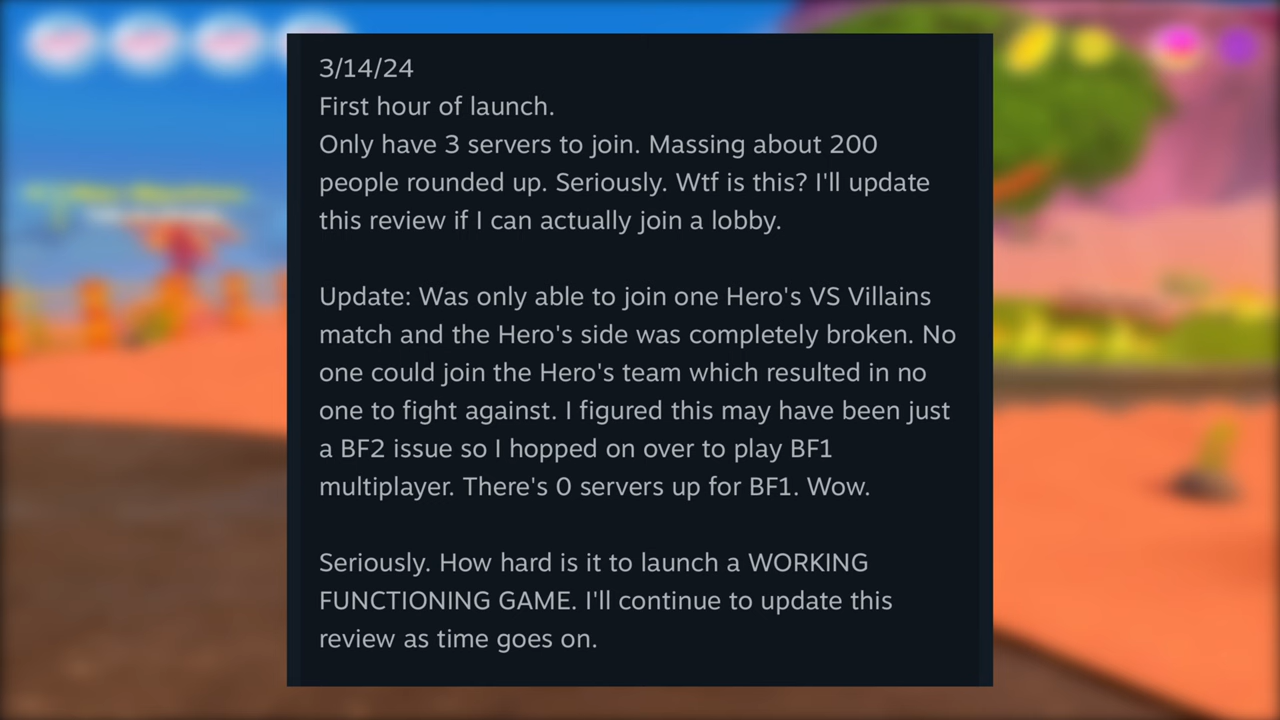 3/14/24
First hour of launch.
Only have 3 servers to join. Massing about 200
people rounded up. Seriously. Wtf is this? I'll update
this review if I can actually join a lobby.
Update: Was only able to join one Hero's VS Villains
match and the Hero's side was completely broken. No
one could join the Hero's team which resulted in no
one to fight against. I figured this may have been just
a BF2 issue so I hopped on over to play BF1
multiplayer. There's 0 servers up for BF1. Wow.
Seriously. How hard is it to launch a WORKING
FUNCTIONING GAME. I'll continue to update this
review as time goes on.